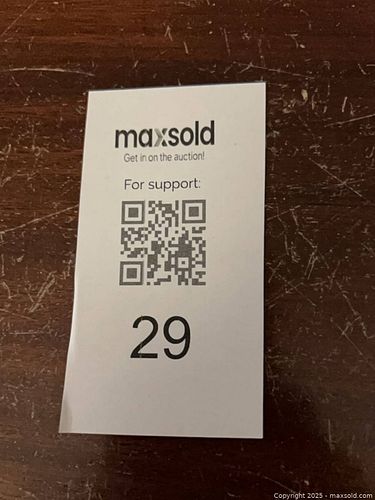 maxsold
Get in on the auction!
For support:
29
Copyright 2025 - maxsold.com